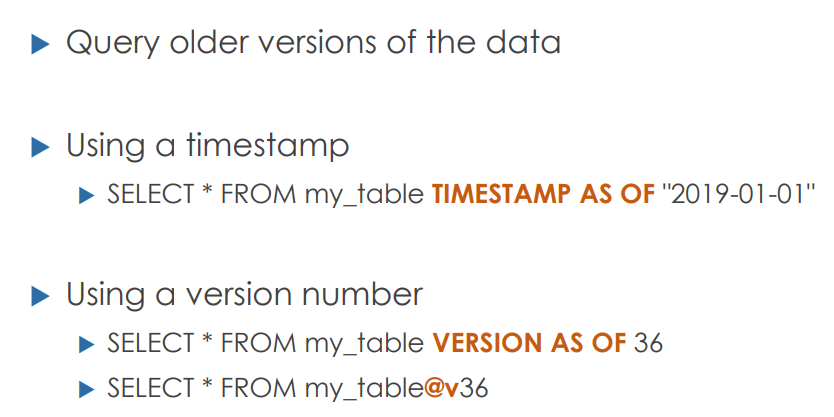 Query older versions of the data
Using a timestamp
SELECT * FROM my_table TIMESTAMP AS OF "2019-01-01"
Using a version number
SELECT * FROM my_table VERSION AS OF 36
SELECT * FROM my_table@v36